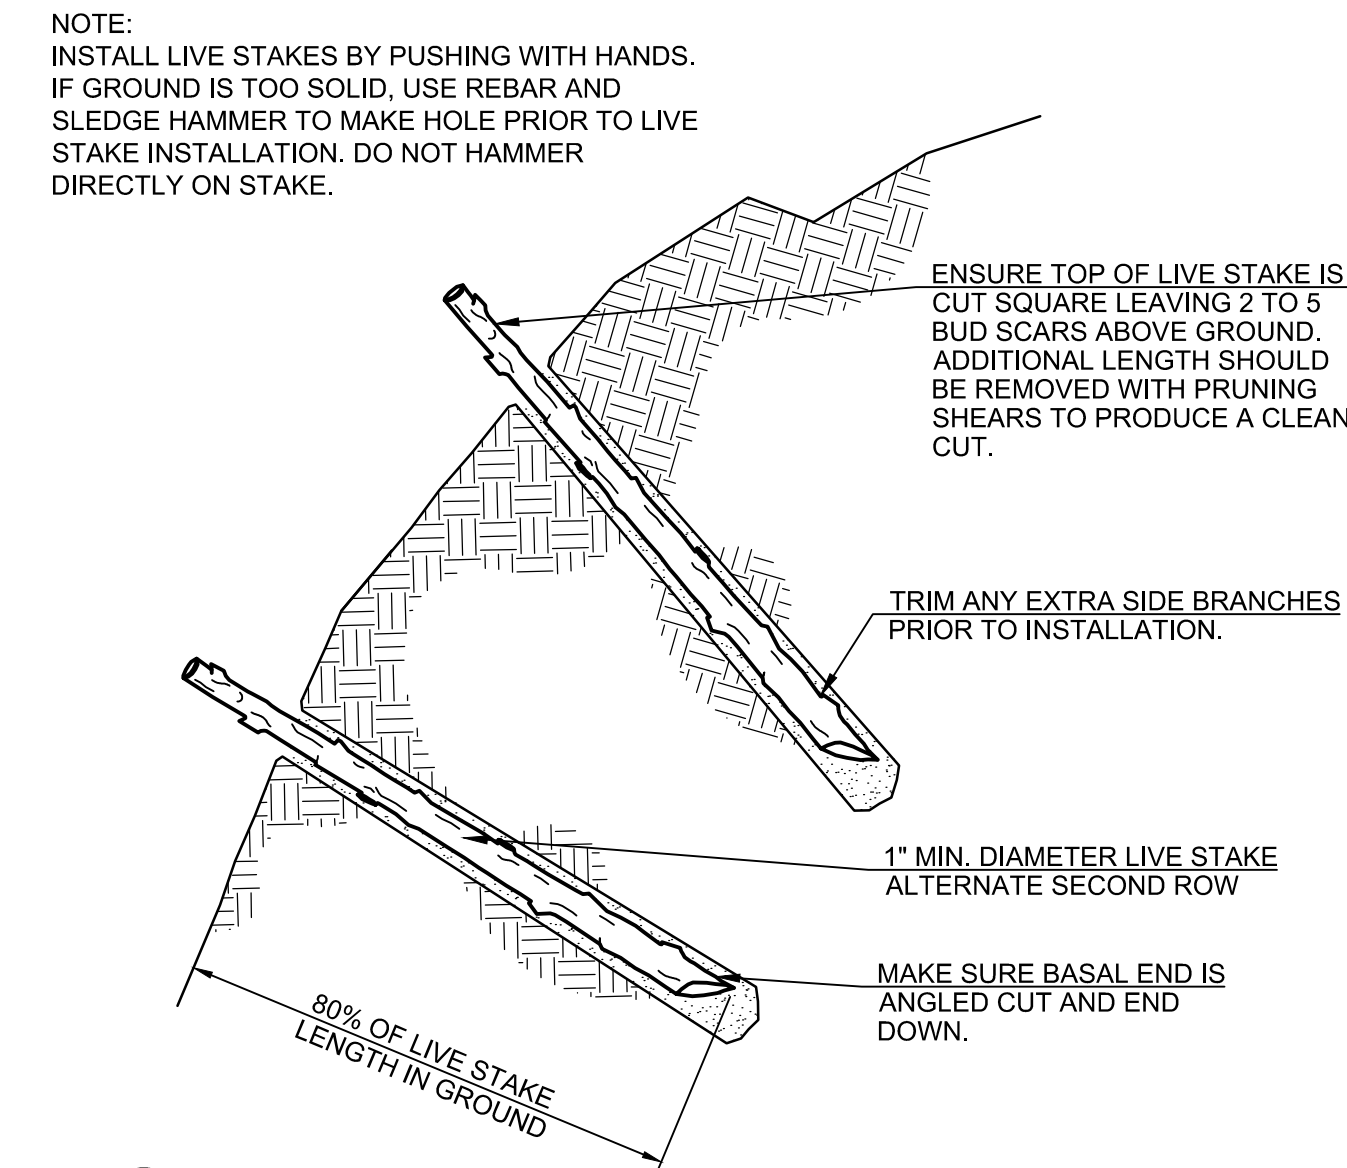 NOTE:
INSTALL LIVE STAKES BY PUSHING WITH HANDS.
IF GROUND IS TOO SOLID, USE REBAR AND
SLEDGE HAMMER TO MAKE HOLE PRIOR TO LIVE
STAKE INSTALLATION. DO NOT HAMMER
DIRECTLY ON STAKE.
ENSURE TOP OF LIVE STAKE IS
CUT SQUARE LEAVING 2 TO 5
BUD SCARS ABOVE GROUND.
ADDITIONAL LENGTH SHOULD
BE REMOVED WITH PRUNING
SHEARS TO PRODUCE A CLEAN
CUT.
TRIM ANY EXTRA SIDE BRANCHES
PRIOR TO INSTALLATION.
1" MIN. DIAMETER LIVE STAKE
ALTERNATE SECOND ROW
MAKE SURE BASAL END IS
ANGLED CUT AND END
DOWN.
80% OF LIVE STAKE
LENGTH IN GROUND